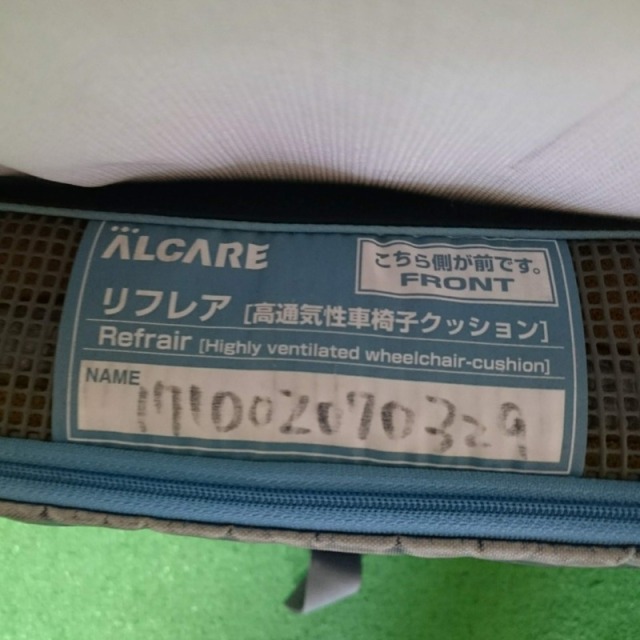 ALCARE
こちら側が前です。
FRONT
リフレア [高通気性車椅子クッション]
Refrair [Highly ventilated wheelchair-cushion]
NAME 171002070329